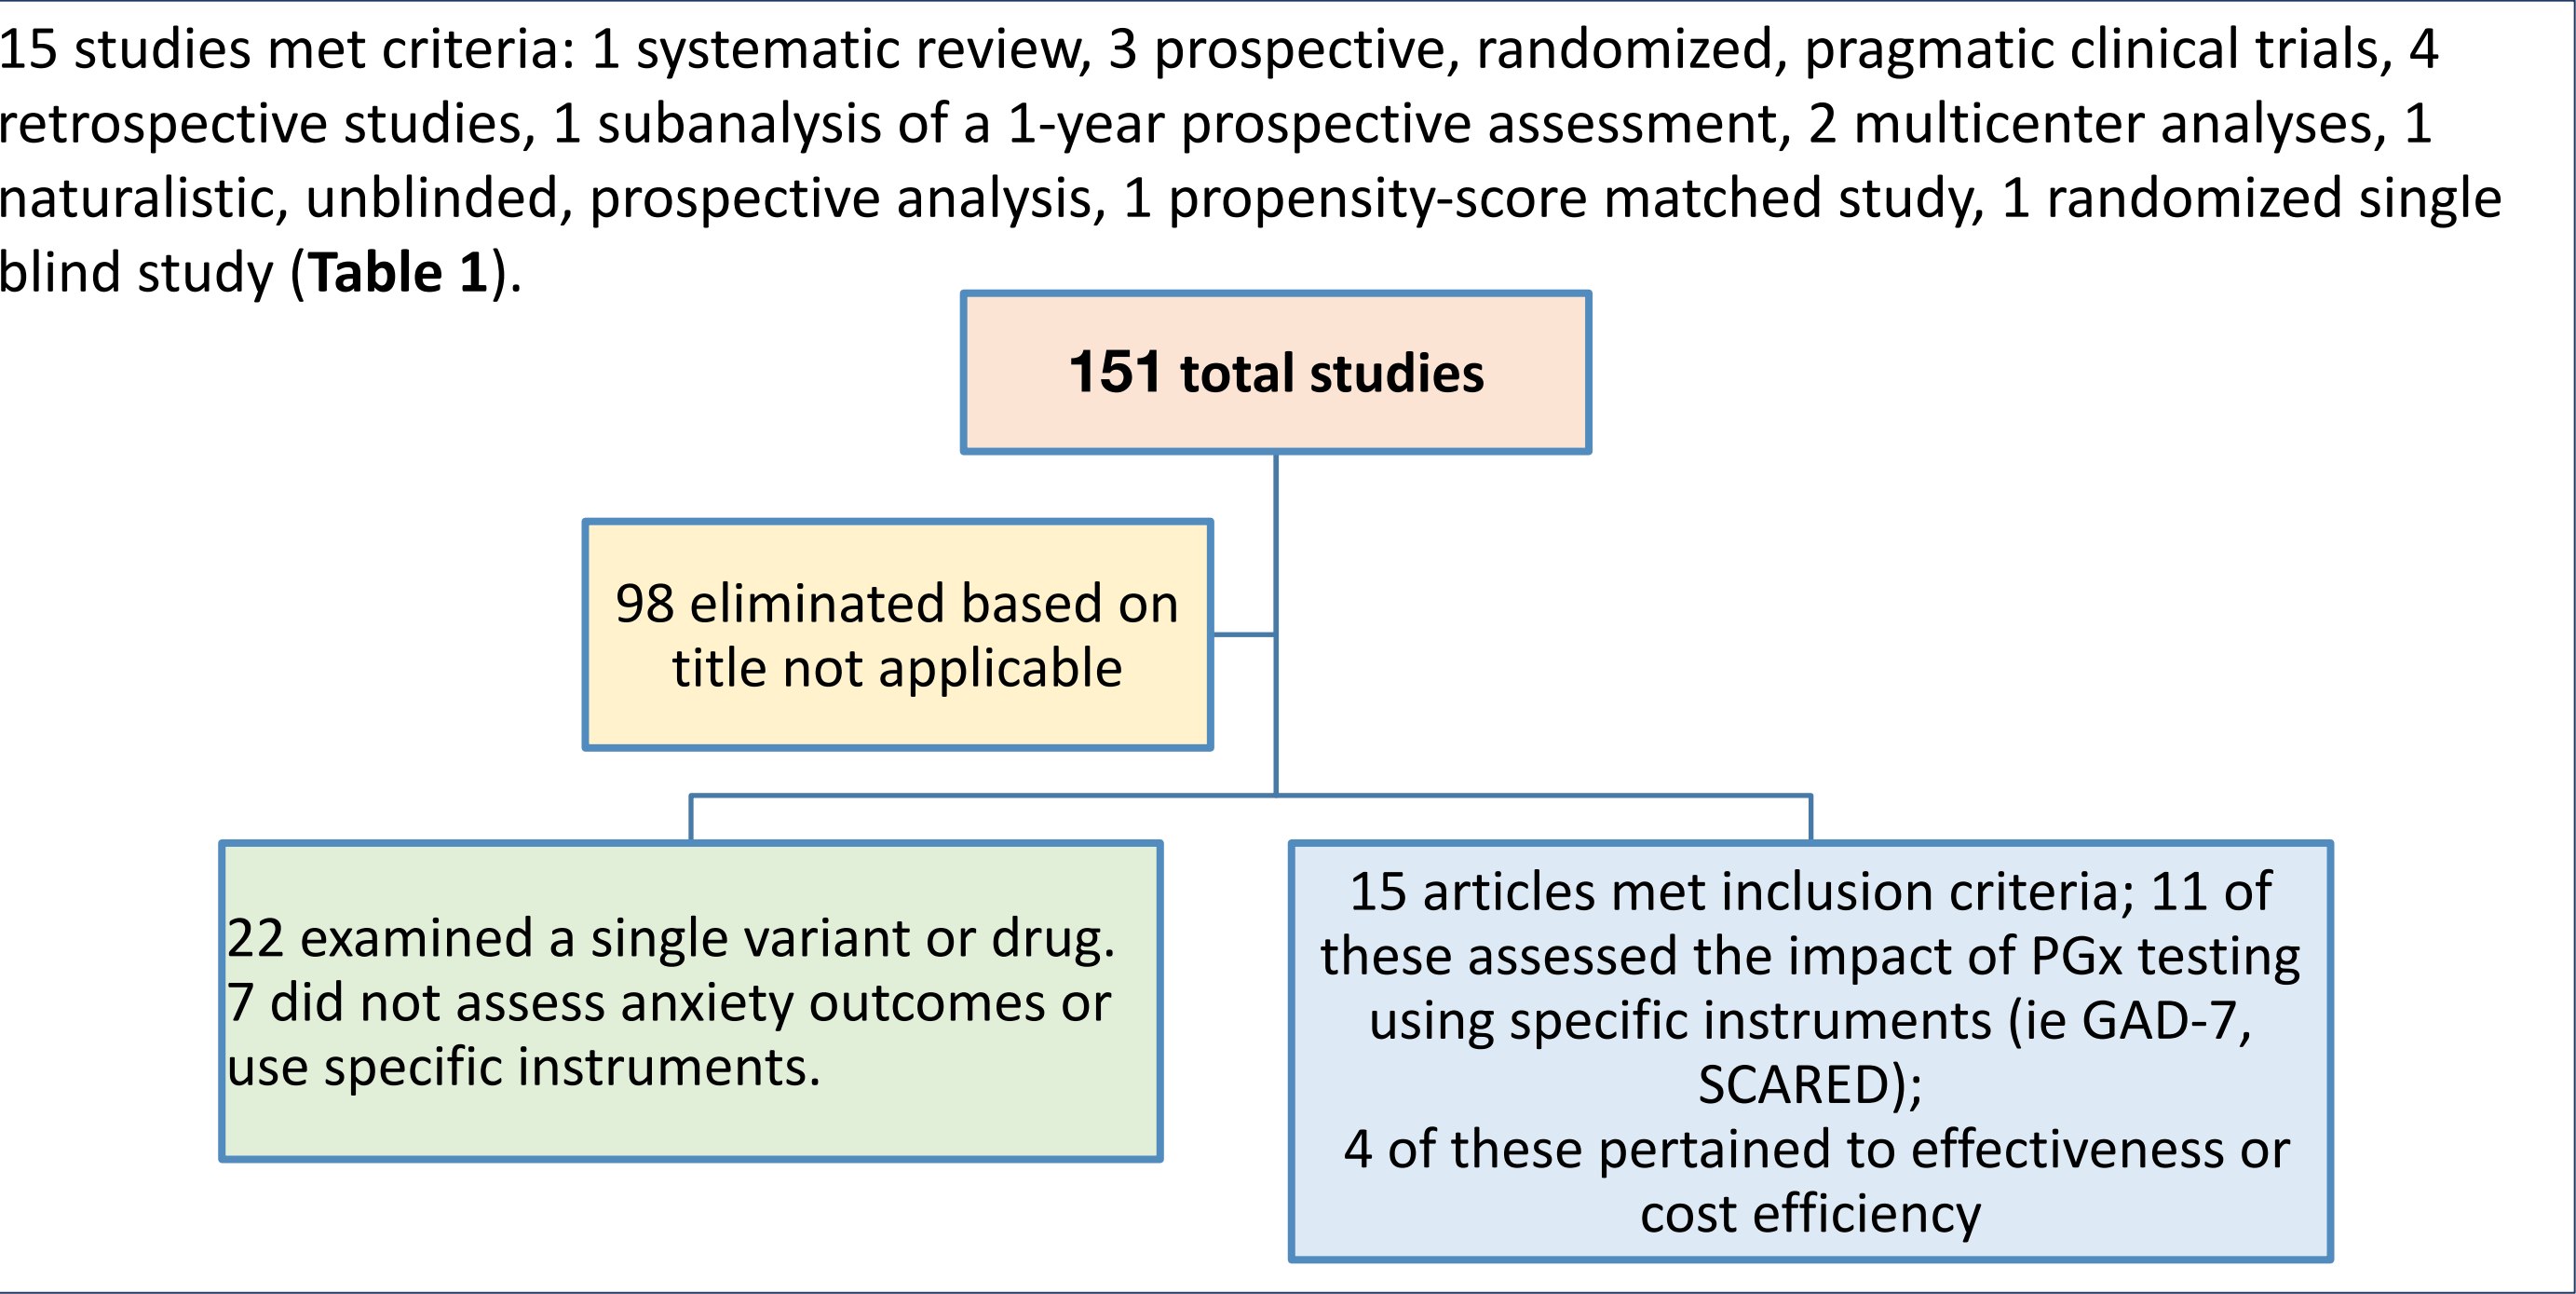 15 studies met criteria: 1 systematic review, 3 prospective, randomized, pragmatic clinical trials, 4
retrospective studies, 1 subanalysis of a 1-year prospective assessment, 2 multicenter analyses, 1
naturalistic, unblinded, prospective analysis, 1 propensity-score matched study, 1 randomized single
blind study (Table 1).
151 total studies
98 eliminated based on
title not applicable
22 examined a single variant or drug.
7 did not assess anxiety outcomes or
use specific instruments.
15 articles met inclusion criteria; 11 of
these assessed the impact of PGx testing
using specific instruments (ie GAD-7,
SCARED);
4 of these pertained to effectiveness or
cost efficiency